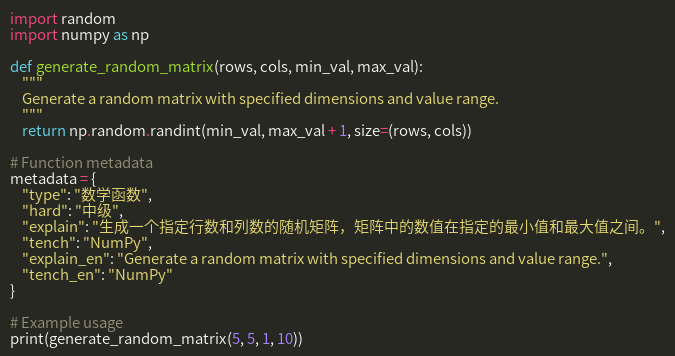 import random
import numpy as np

def generate_random_matrix(rows, cols, min_val, max_val):
    """
    Generate a random matrix with specified dimensions and value range.
    """
    return np.random.randint(min_val, max_val + 1, size=(rows, cols))

# Function metadata
metadata = {
    "type": "数学函数",
    "hard": "中级",
    "explain": "生成一个指定行数和列数的随机矩阵，矩阵中的数值在指定的最小值和最大值之间。",
    "tench": "NumPy",
    "explain_en": "Generate a random matrix with specified dimensions and value range.",
    "tench_en": "NumPy"
}

# Example usage
print(generate_random_matrix(5, 5, 1, 10))